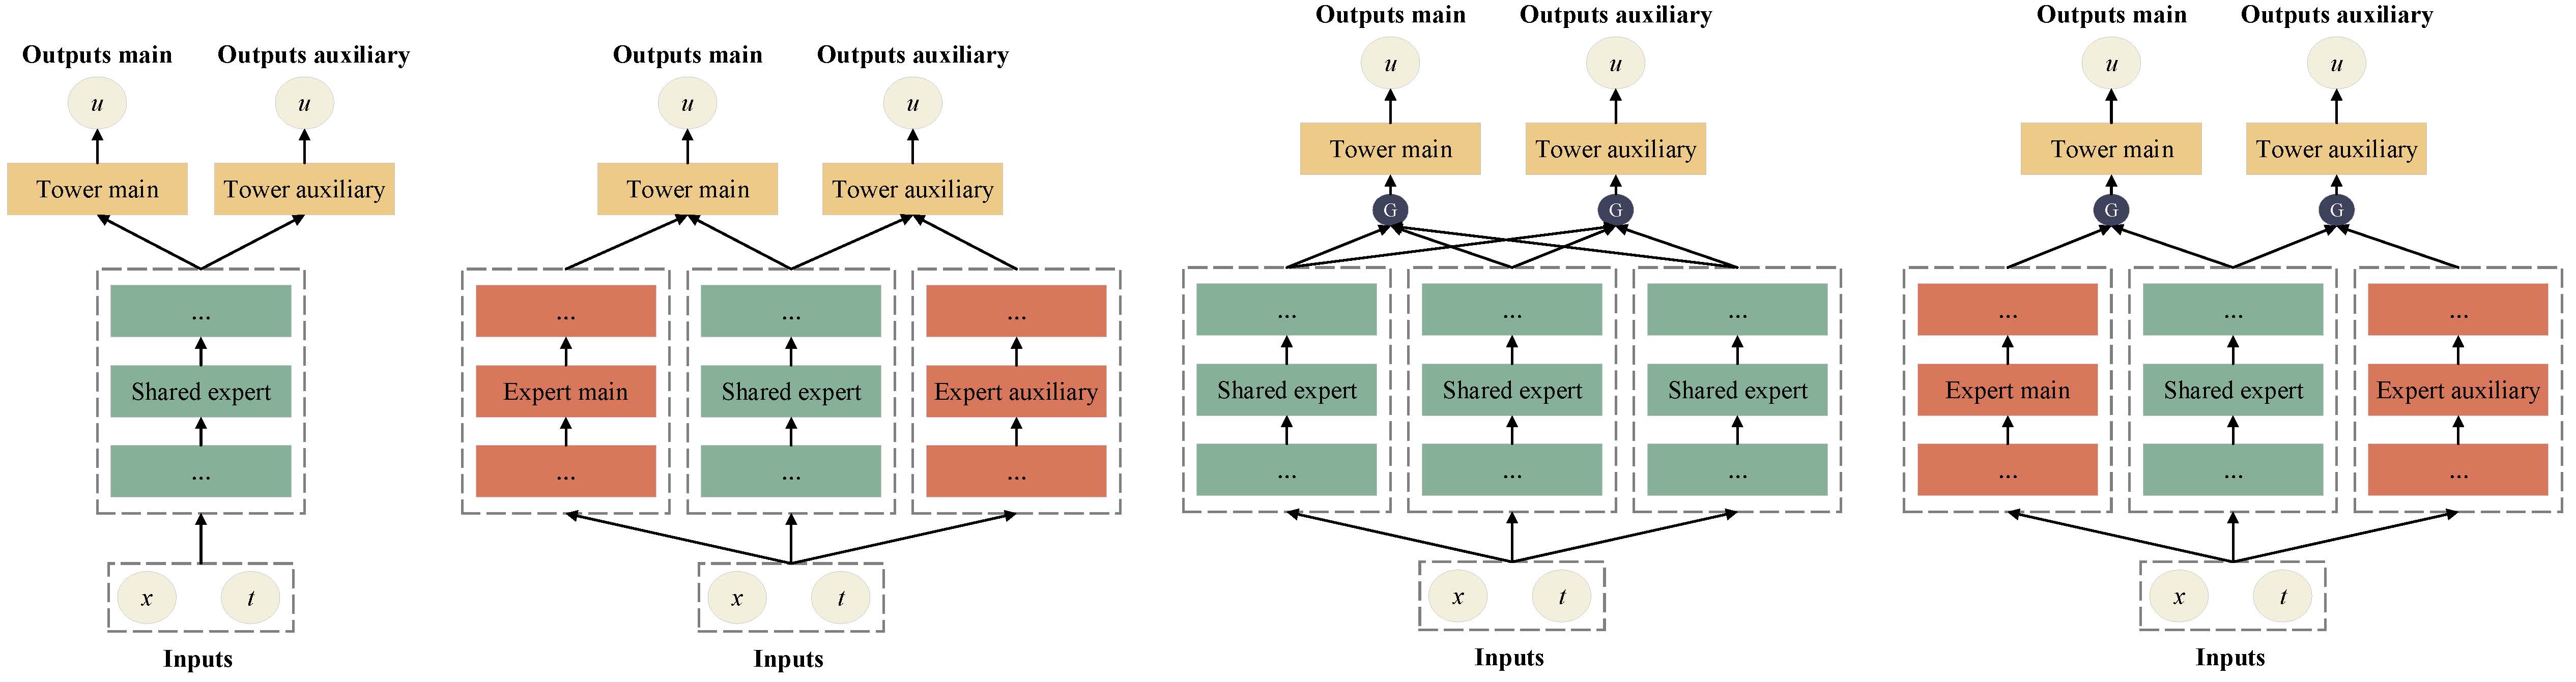 Outputs main
Outputs auxiliary
u
u
Tower main
Tower auxiliary
...
Shared expert
...
x
t
Inputs
Outputs main
Outputs auxiliary
u
u
Tower main
Tower auxiliary
...
...
...
Expert main
Shared expert
Expert auxiliary
...
...
...
x
t
Inputs
Outputs main
Outputs auxiliary
u
u
Tower main
Tower auxiliary
G
G
...
...
...
Shared expert
Shared expert
Shared expert
...
...
...
x
t
Inputs
Outputs main
Outputs auxiliary
u
u
Tower main
Tower auxiliary
G
G
...
...
...
Expert main
Shared expert
Expert auxiliary
...
...
...
x
t
Inputs